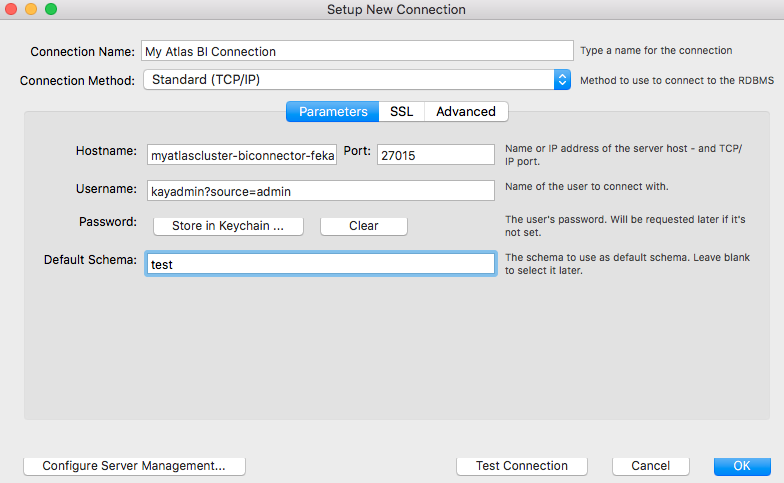 Setup New Connection
Connection Name: My Atlas BI Connection Type a name for the connection
Connection Method: Standard (TCP/IP) Method to use to connect to the RDBMS
Parameters SSL Advanced
Hostname: myatlascluster-biconnector-feka Port: 27015 Name or IP address of the server host - and TCP/
IP port.
Username: kayadmin?source=admin Name of the user to connect with.
Password: Store in Keychain ... Clear The user's password. Will be requested later if it's
not set.
Default Schema: test The schema to use as default schema. Leave blank
to select it later.
Configure Server Management... Test Connection Cancel OK